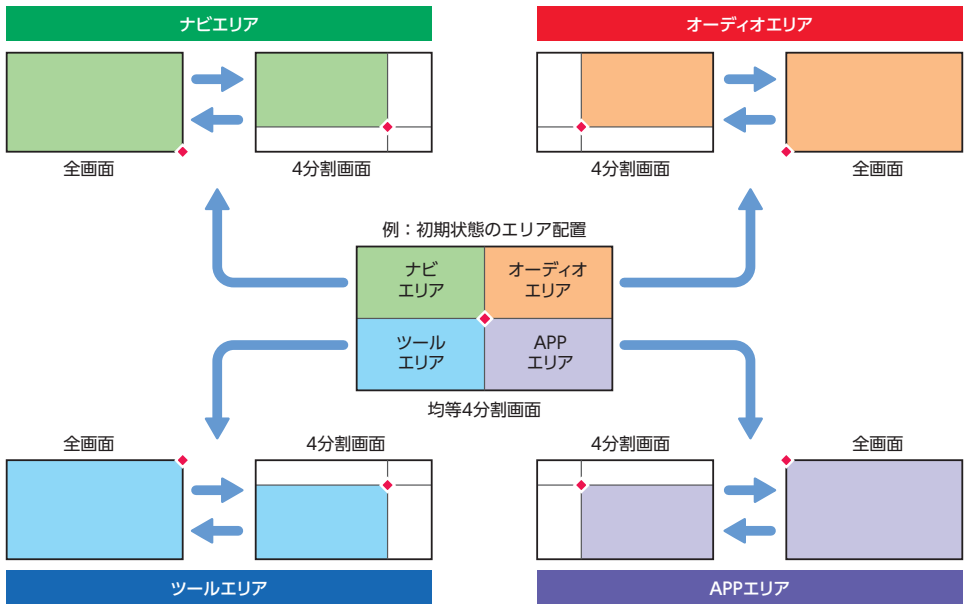 ナビエリア
オーディオエリア
全画面
4分割画面
4分割画面
全画面
例：初期状態のエリア配置
ナビ
エリア
オーディオ
エリア
ツール
エリア
APP
エリア
均等4分割画面
全画面
4分割画面
4分割画面
全画面
ツールエリア
APPエリア